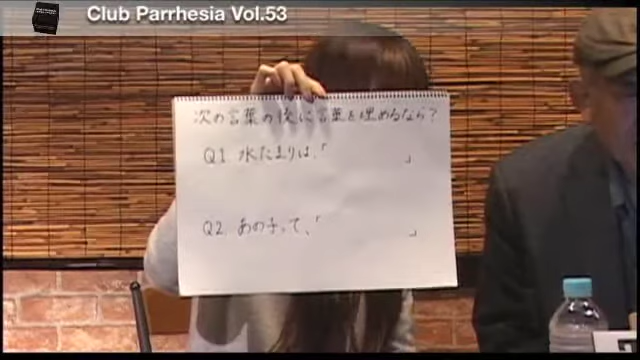 Club Parrhesia Vol.53
次の言葉の後に言葉を埋めるなら？
Q1 水たまりは、「　　　　」
Q2. あの子って、「　　　　」